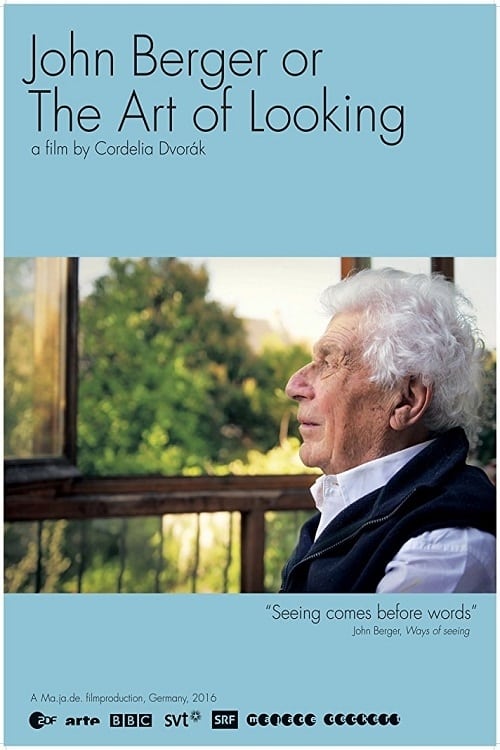 John Berger or
The Art of Looking
a film by Cordelia Dvorák
"Seeing comes before words"
John Berger, Ways of seeing
A Ma.ja.de. filmproduction, Germany, 2016
ZDF arte BBC svt SRF